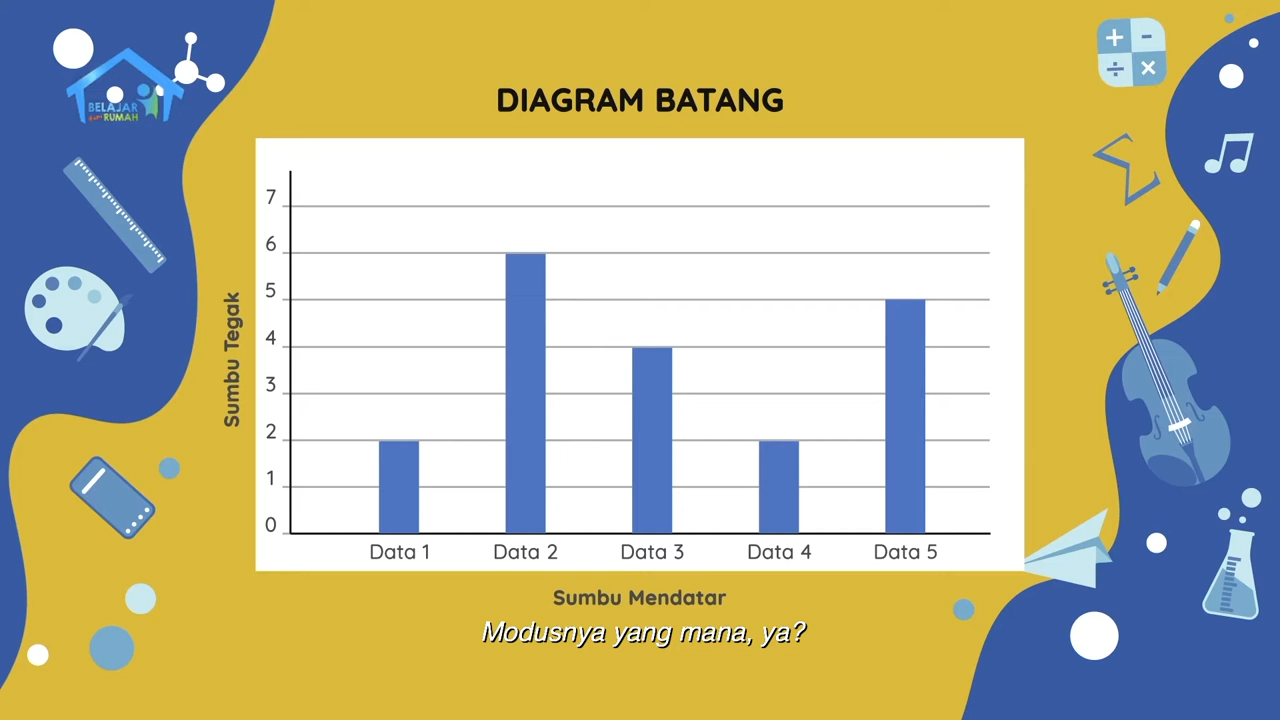 BELAJAR
dari RUMAH
DIAGRAM BATANG
Sumbu Tegak
7
6
5
4
3
2
1
0
Data 1 Data 2 Data 3 Data 4 Data 5
Sumbu Mendatar
Modusnya yang mana, ya?